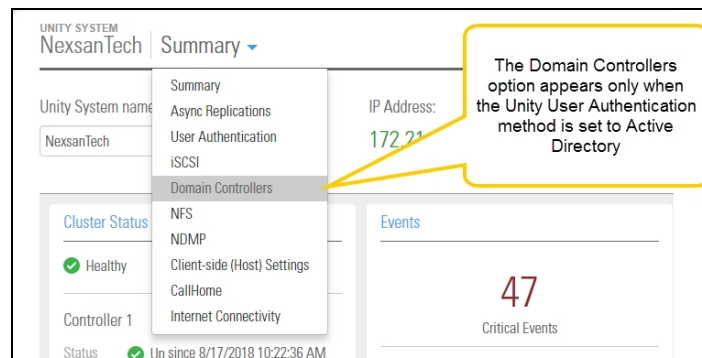 UNITY SYSTEM
NexsanTech Summary
Summary
Async Replications
User Authentication
iSCSI
Domain Controllers
NFS
NDMP
Client-side (Host) Settings
CallHome
Internet Connectivity
The Domain Controllers
option appears only when
the Unity User Authentication
method is set to Active
Directory
Unity System name
NexsanTech
IP Address:
172.21
Cluster Status
Healthy
Controller 1
Status Up since 8/17/2018 10:22:36 AM
Events
47
Critical Events